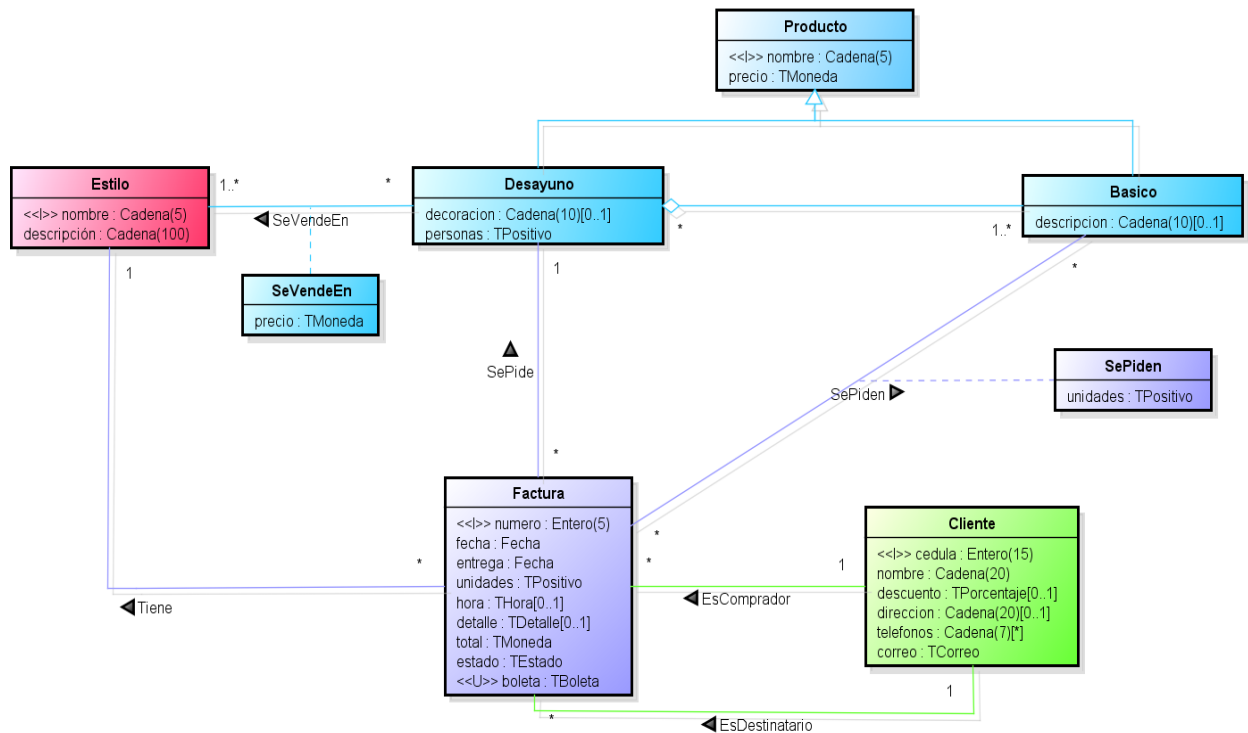 Producto
<<I>> nombre : Cadena(5)
precio : TMoneda
Estilo
<<I>> nombre : Cadena(5)
descripción : Cadena(100)
1..*
*
SeVendeEn
Desayuno
decoracion : Cadena(10)[0..1]
personas : TPositivo
*
1..*
Basico
descripcion : Cadena(10)[0..1]
SeVendeEn
precio : TMoneda
1
1
*
SePide
SePiden
SePiden
unidades : TPositivo
*
*
Factura
<<I>> numero : Entero(5)
fecha : Fecha
entrega : Fecha
unidades : TPositivo
hora : THora[0..1]
detalle : TDetalle[0..1]
total : TMoneda
estado : TEstado
<<U>> boleta : TBoleta
*
Tiene
*
1
EsComprador
Cliente
<<I>> cedula : Entero(15)
nombre : Cadena(20)
descuento : TPorcentaje[0..1]
direccion : Cadena(20)[0..1]
telefonos : Cadena(7)[*]
correo : TCorreo
1
*
EsDestinatario